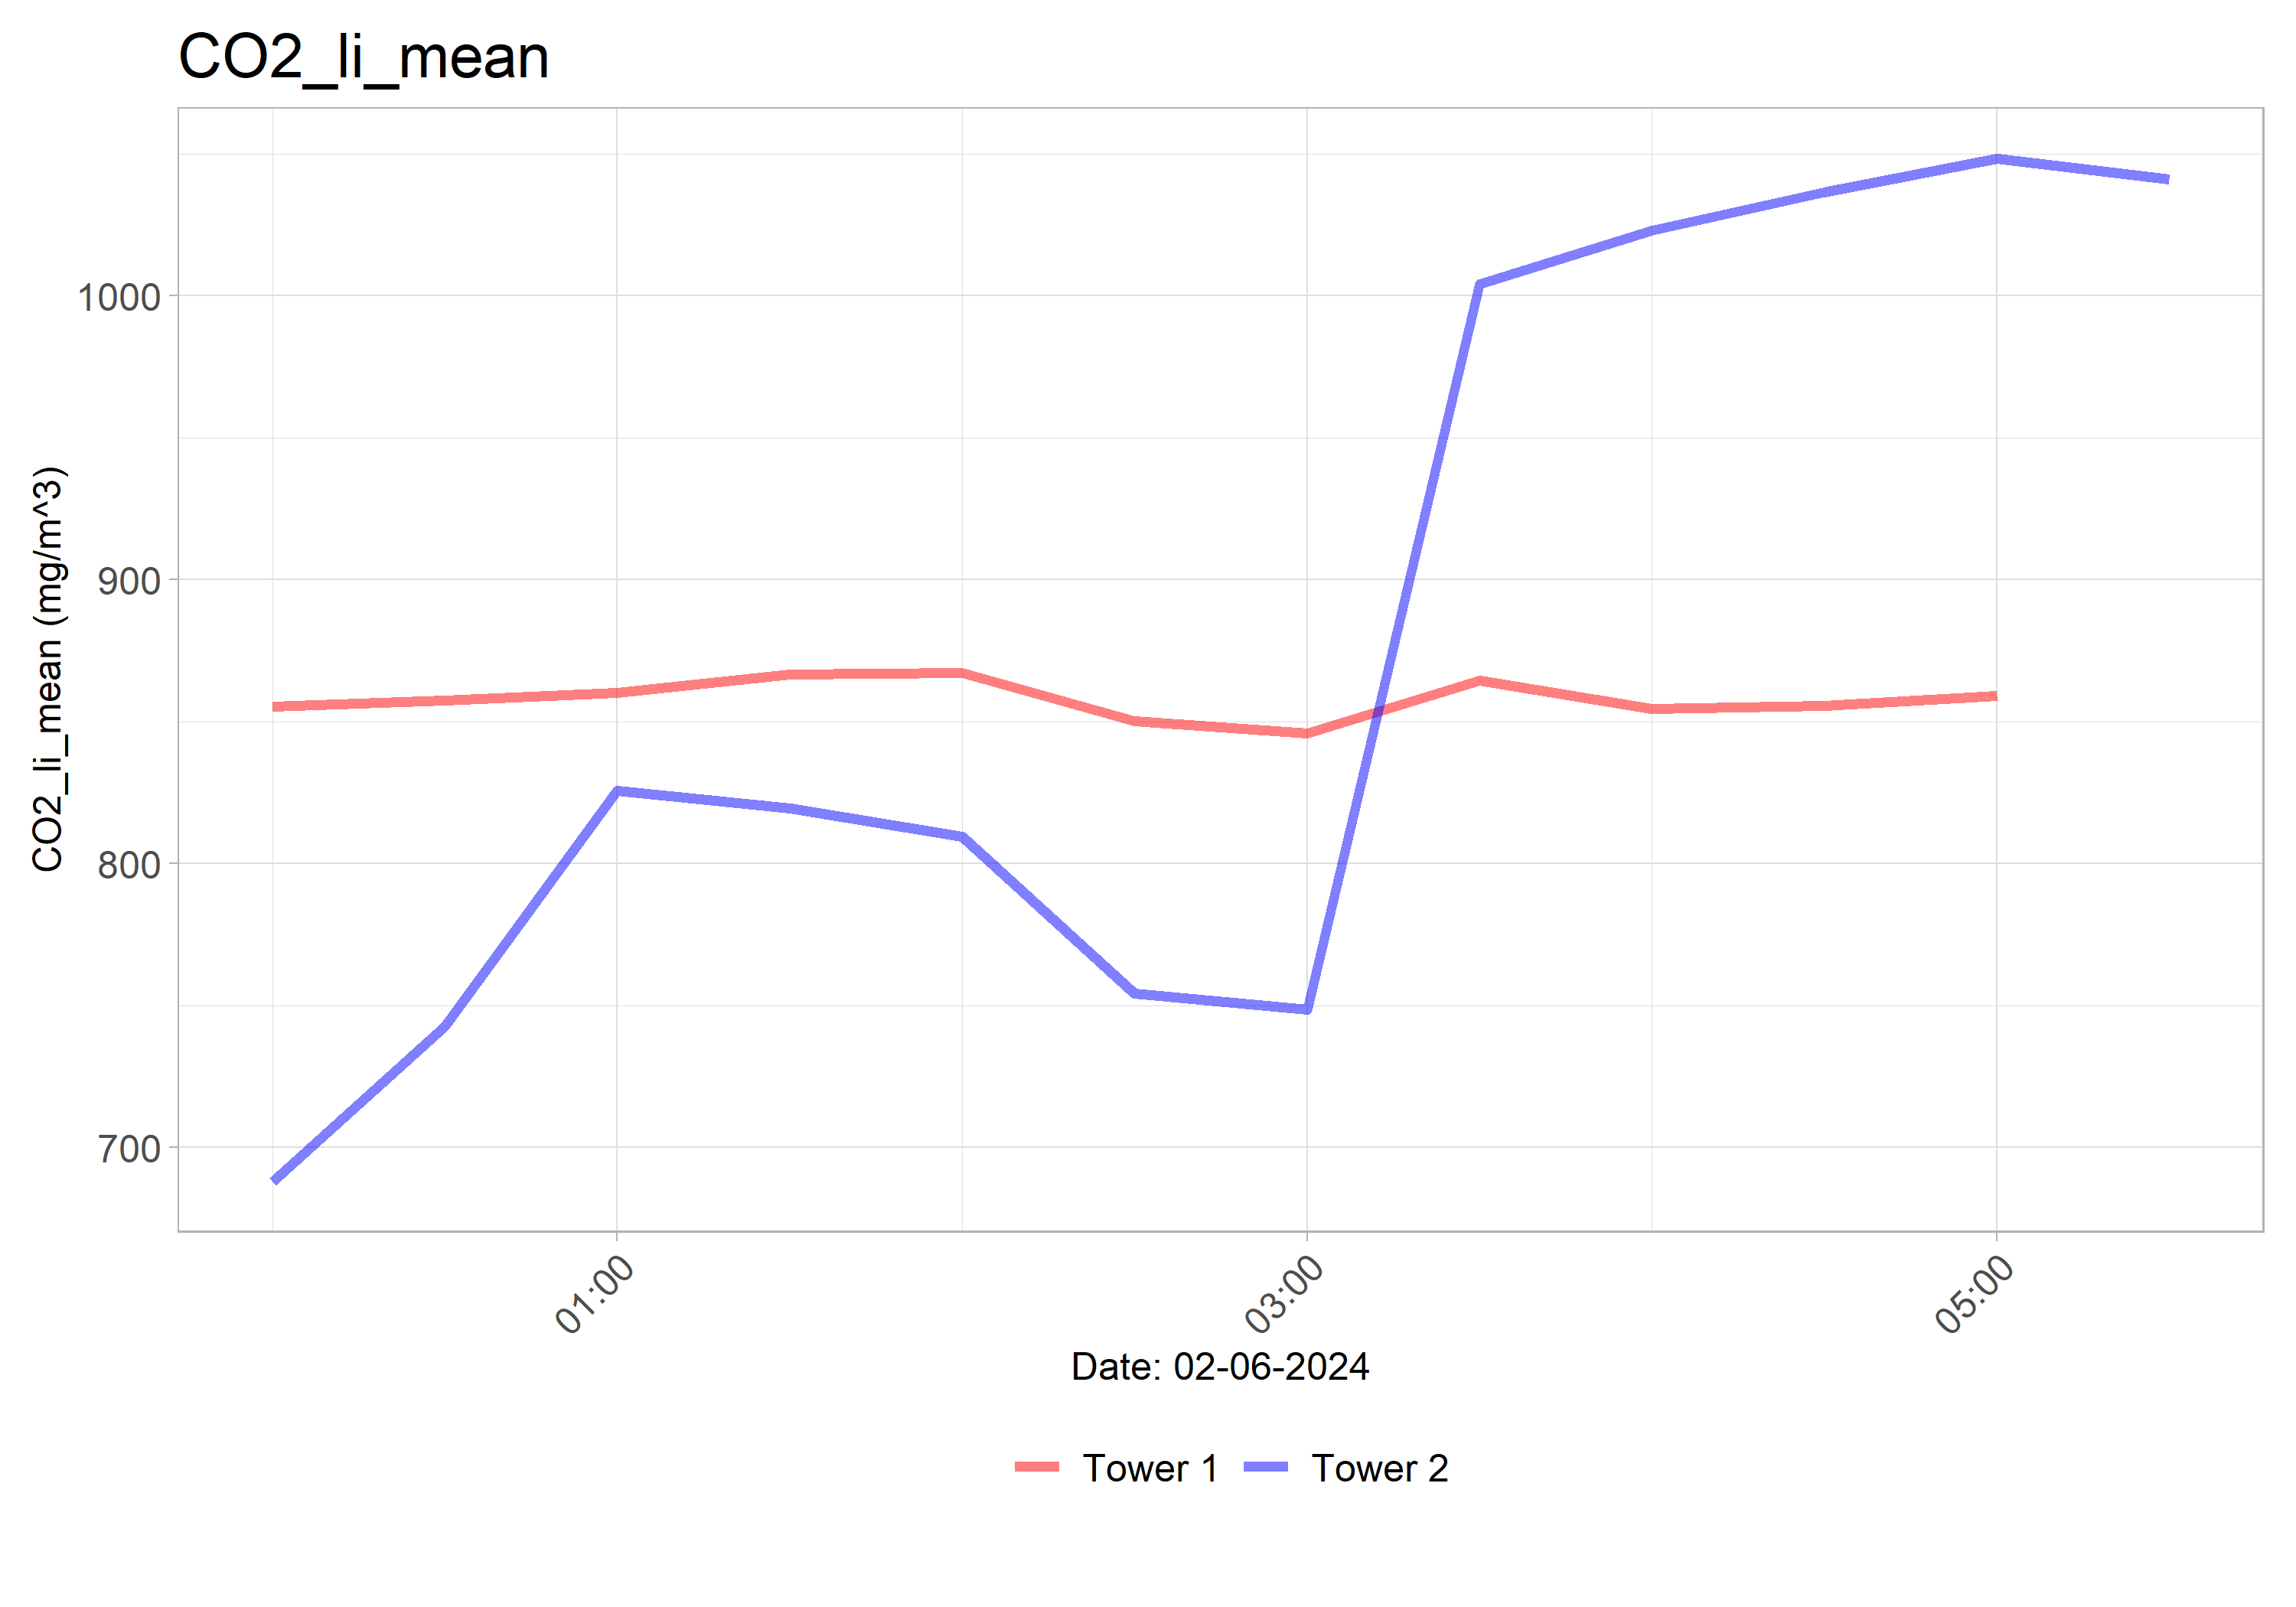 CO2_li_mean
CO2_li_mean (mg/m^3)
1000
900
800
700
01:00
03:00
05:00
Date: 02-06-2024
Tower 1
Tower 2